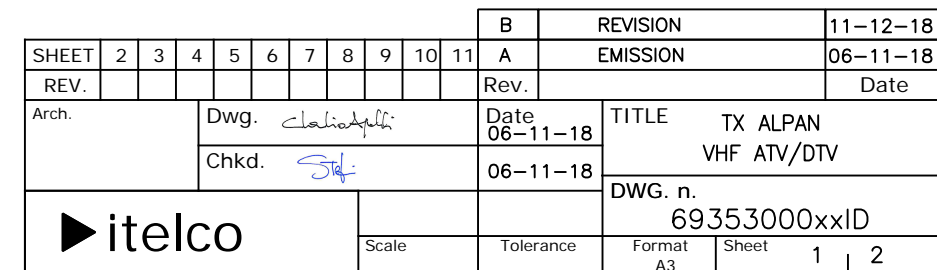 B REVISION 11-12-18
SHEET 2 3 4 5 6 7 8 9 10 11 A EMISSION 06-11-18
REV. Rev. Date
Arch. Dwg. Date 06-11-18 TITLE TX ALPAN
VHF ATV/DTV
Chkd. 06-11-18
DWG. n.
69353000xxID
itelco
Scale Tolerance Format A3 Sheet 1 2